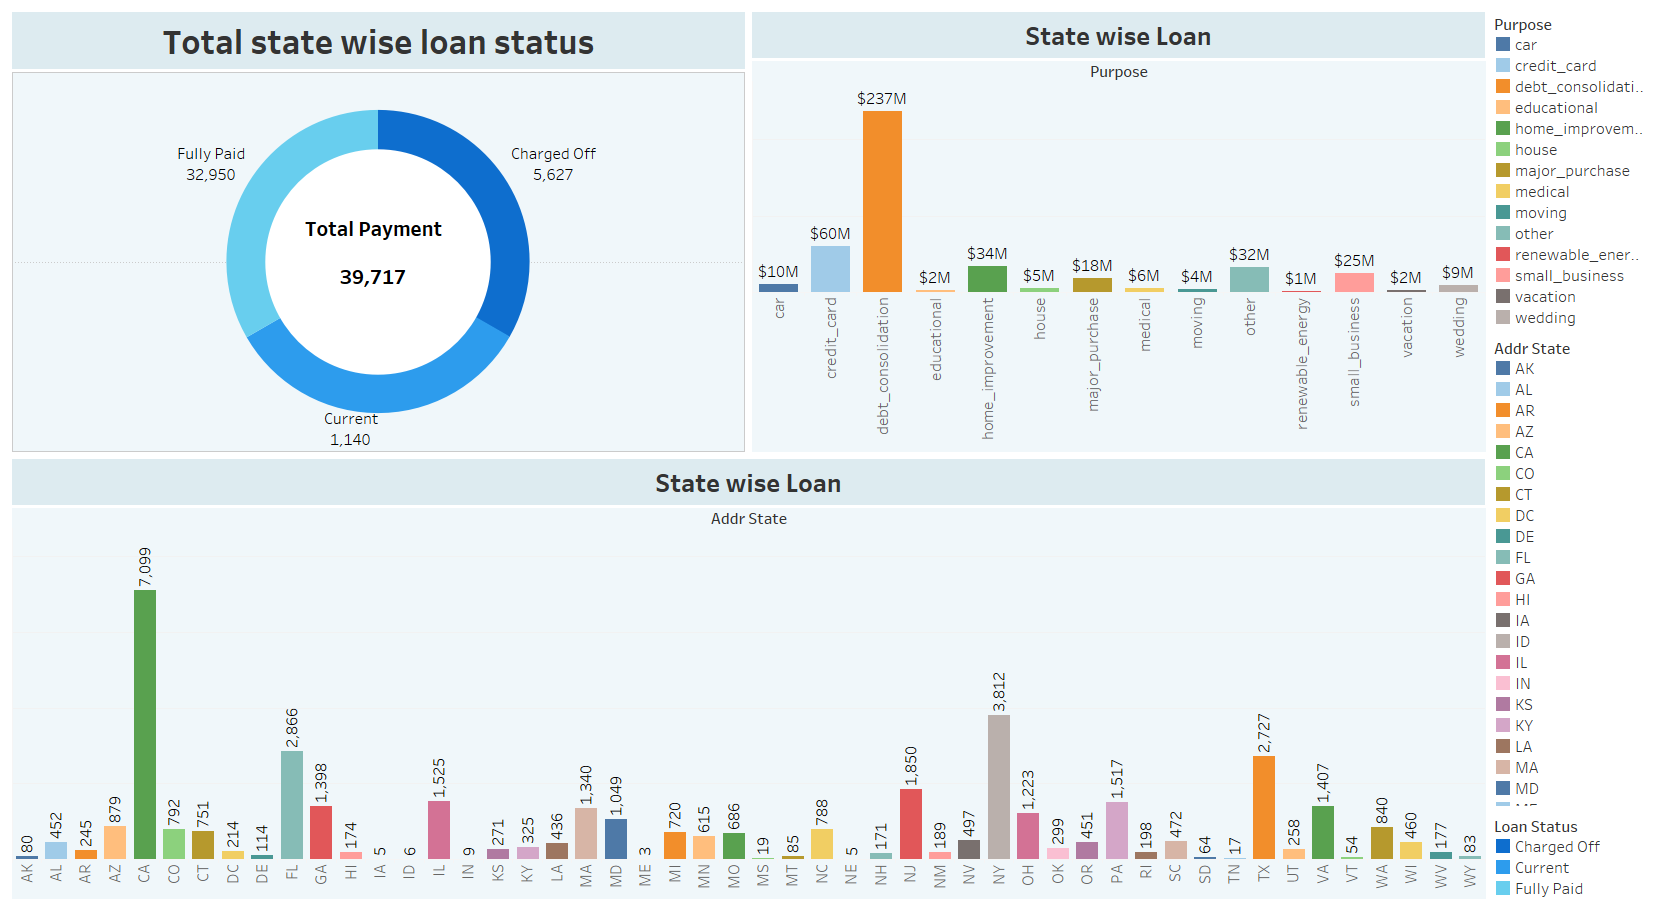 Total state wise loan status
Fully Paid
32,950
Charged Off
5,627
Total Payment
39,717
Current
1,140
State wise Loan
Purpose
$10M
$60M
$237M
$2M
$34M
$5M
$18M
$6M
$4M
$32M
$1M
$25M
$2M
$9M
car
credit_card
debt_consolidation
educational
home_improvement
house
major_purchase
medical
moving
other
renewable_energy
small_business
vacation
wedding
State wise Loan
Addr State
80
452
245
879
7,099
792
751
214
114
2,866
1,398
174
5
6
1,525
9
271
325
436
1,340
1,049
3
720
615
686
19
85
788
5
171
1,850
189
497
3,812
1,223
299
451
1,517
198
472
64
17
2,727
258
1,407
54
840
460
177
83
AK
AL
AR
AZ
CA
CO
CT
DC
DE
FL
GA
HI
IA
ID
IL
IN
KS
KY
LA
MA
MD
ME
MI
MN
MO
MS
MT
NC
NE
NH
NJ
NM
NV
NY
OH
OK
OR
PA
RI
SC
SD
TN
TX
UT
VA
VT
WA
WI
WV
WY
Purpose
car
credit_card
debt_consolidati..
educational
home_improvem..
house
major_purchase
medical
moving
other
renewable_ener..
small_business
vacation
wedding
Addr State
AK
AL
AR
AZ
CA
CO
CT
DC
DE
FL
GA
HI
IA
ID
IL
IN
KS
KY
LA
MA
MD
Loan Status
Charged Off
Current
Fully Paid